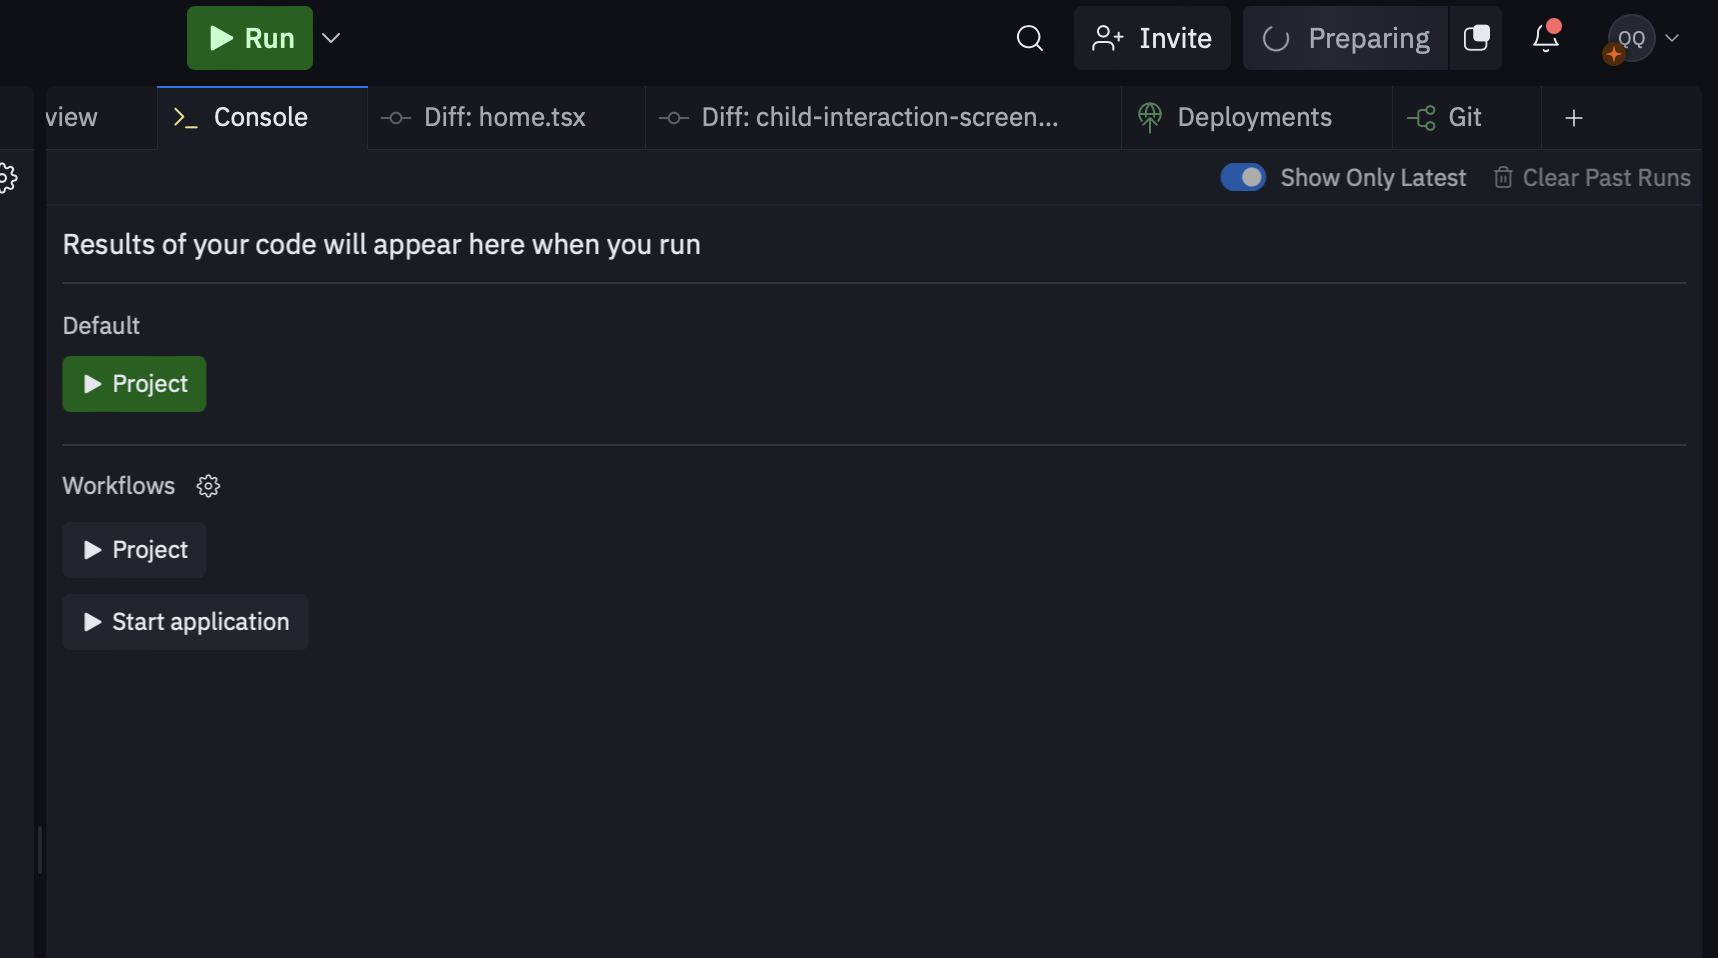 Run
Invite
Preparing
QQ
view
Console
Diff: home.tsx
Diff: child-interaction-screen...
Deployments
Git
Show Only Latest
Clear Past Runs
Results of your code will appear here when you run
Default
Project
Workflows
Project
Start application